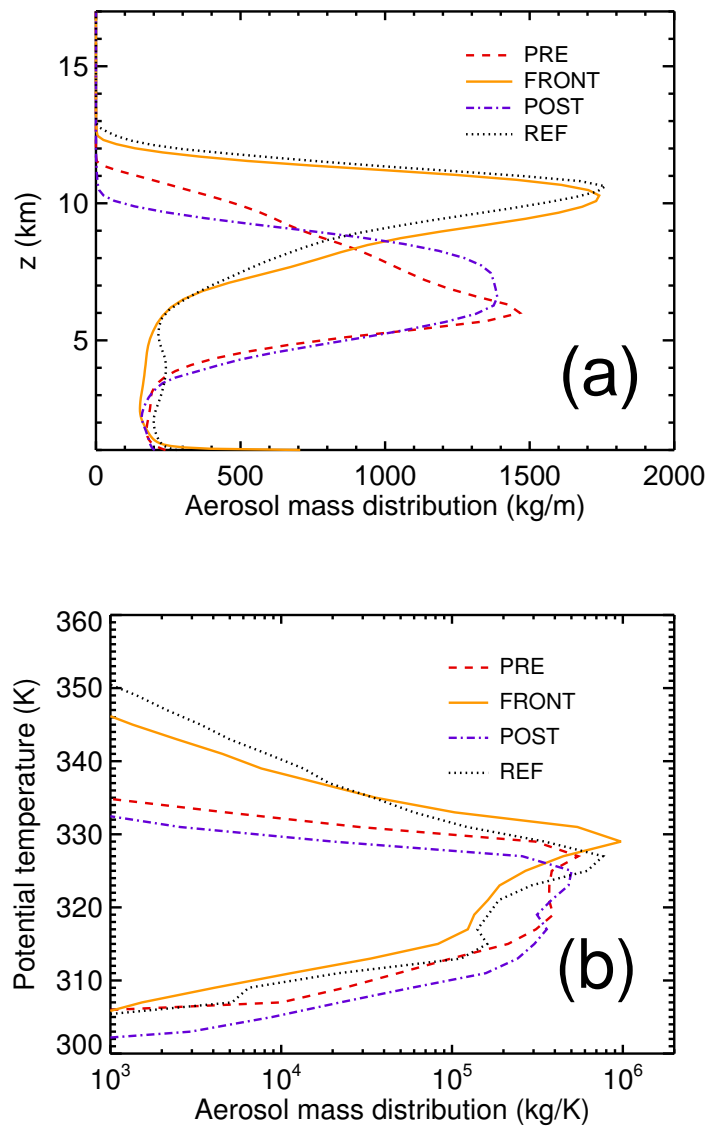 15
10
5
0
z (km)
PRE
FRONT
POST
REF
(a)
0 500 1000 1500 2000
Aerosol mass distribution (kg/m)
360
350
340
330
320
310
300
Potential temperature (K)
PRE
FRONT
POST
REF
(b)
10³ 10⁴ 10⁵ 10⁶
Aerosol mass distribution (kg/K)